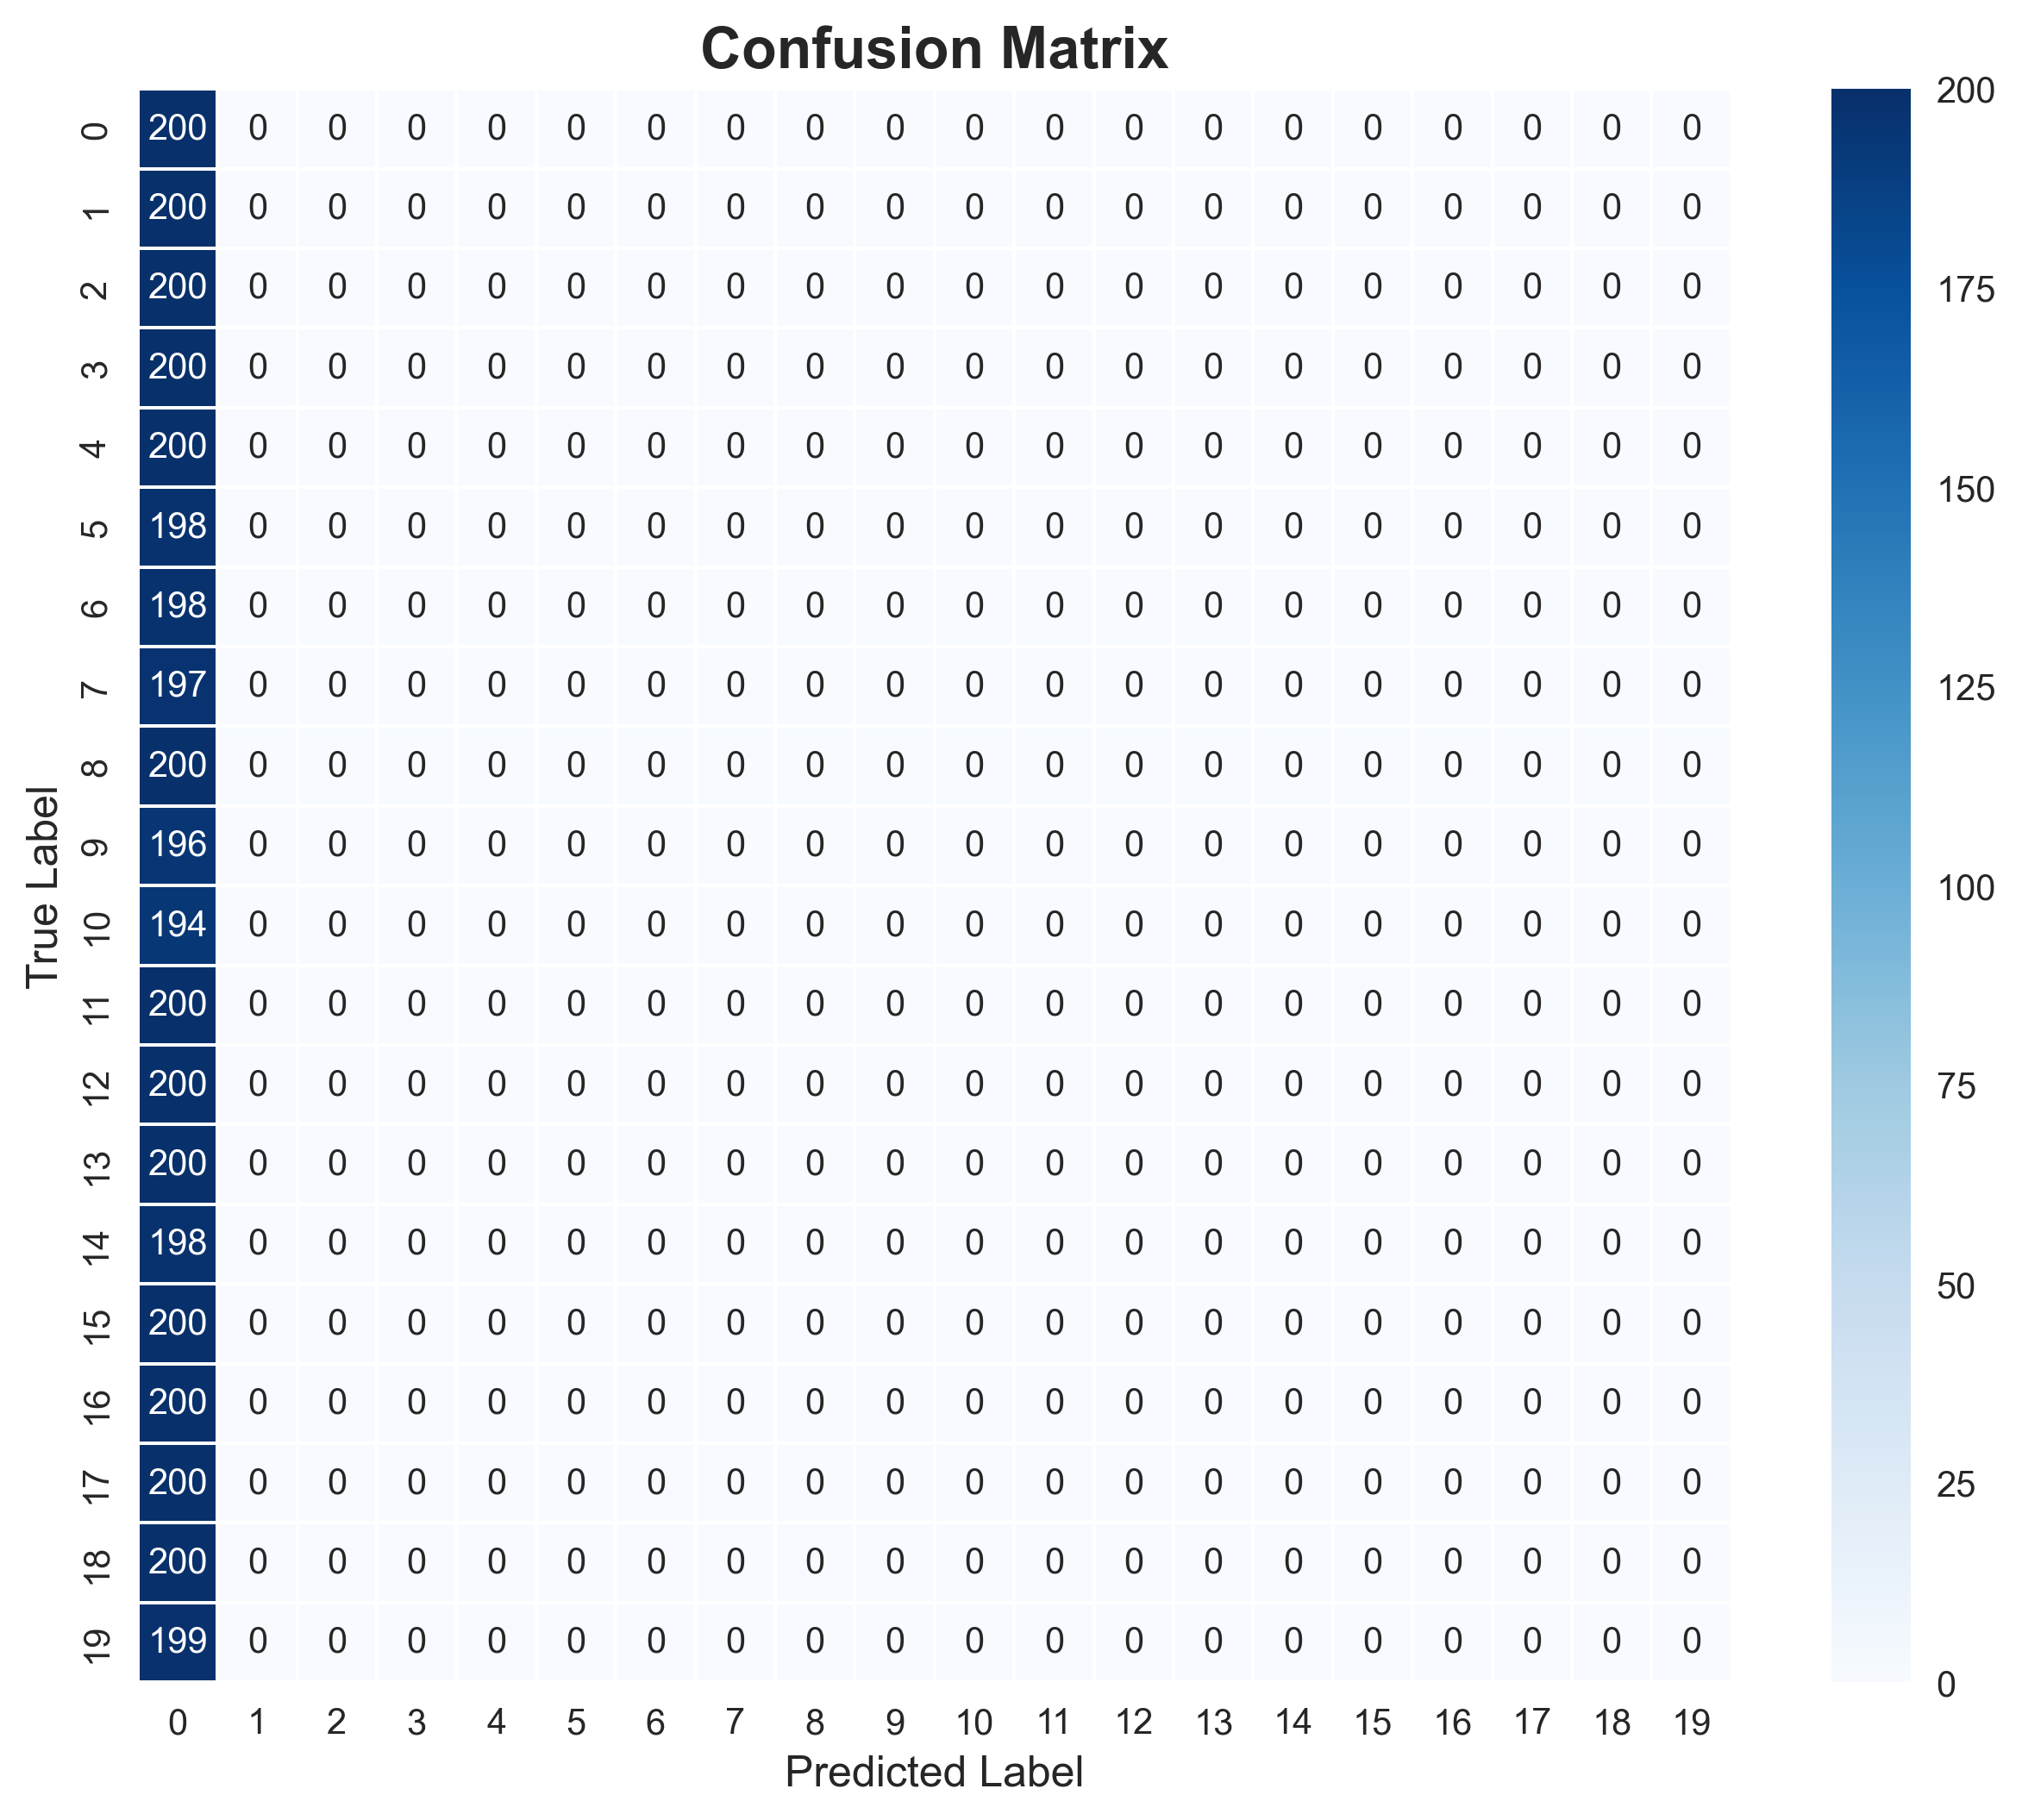 Confusion Matrix
0 200 0 0 0 0 0 0 0 0 0 0 0 0 0 0 0 0 0 0 0
1 200 0 0 0 0 0 0 0 0 0 0 0 0 0 0 0 0 0 0 0
2 200 0 0 0 0 0 0 0 0 0 0 0 0 0 0 0 0 0 0 0
3 200 0 0 0 0 0 0 0 0 0 0 0 0 0 0 0 0 0 0 0
4 200 0 0 0 0 0 0 0 0 0 0 0 0 0 0 0 0 0 0 0
5 198 0 0 0 0 0 0 0 0 0 0 0 0 0 0 0 0 0 0 0
6 198 0 0 0 0 0 0 0 0 0 0 0 0 0 0 0 0 0 0 0
7 197 0 0 0 0 0 0 0 0 0 0 0 0 0 0 0 0 0 0 0
8 200 0 0 0 0 0 0 0 0 0 0 0 0 0 0 0 0 0 0 0
9 196 0 0 0 0 0 0 0 0 0 0 0 0 0 0 0 0 0 0 0
10 194 0 0 0 0 0 0 0 0 0 0 0 0 0 0 0 0 0 0 0
11 200 0 0 0 0 0 0 0 0 0 0 0 0 0 0 0 0 0 0 0
12 200 0 0 0 0 0 0 0 0 0 0 0 0 0 0 0 0 0 0 0
13 200 0 0 0 0 0 0 0 0 0 0 0 0 0 0 0 0 0 0 0
14 198 0 0 0 0 0 0 0 0 0 0 0 0 0 0 0 0 0 0 0
15 200 0 0 0 0 0 0 0 0 0 0 0 0 0 0 0 0 0 0 0
16 200 0 0 0 0 0 0 0 0 0 0 0 0 0 0 0 0 0 0 0
17 200 0 0 0 0 0 0 0 0 0 0 0 0 0 0 0 0 0 0 0
18 200 0 0 0 0 0 0 0 0 0 0 0 0 0 0 0 0 0 0 0
19 199 0 0 0 0 0 0 0 0 0 0 0 0 0 0 0 0 0 0 0
0 1 2 3 4 5 6 7 8 9 10 11 12 13 14 15 16 17 18 19
Predicted Label
True Label
200
175
150
125
100
75
50
25
0